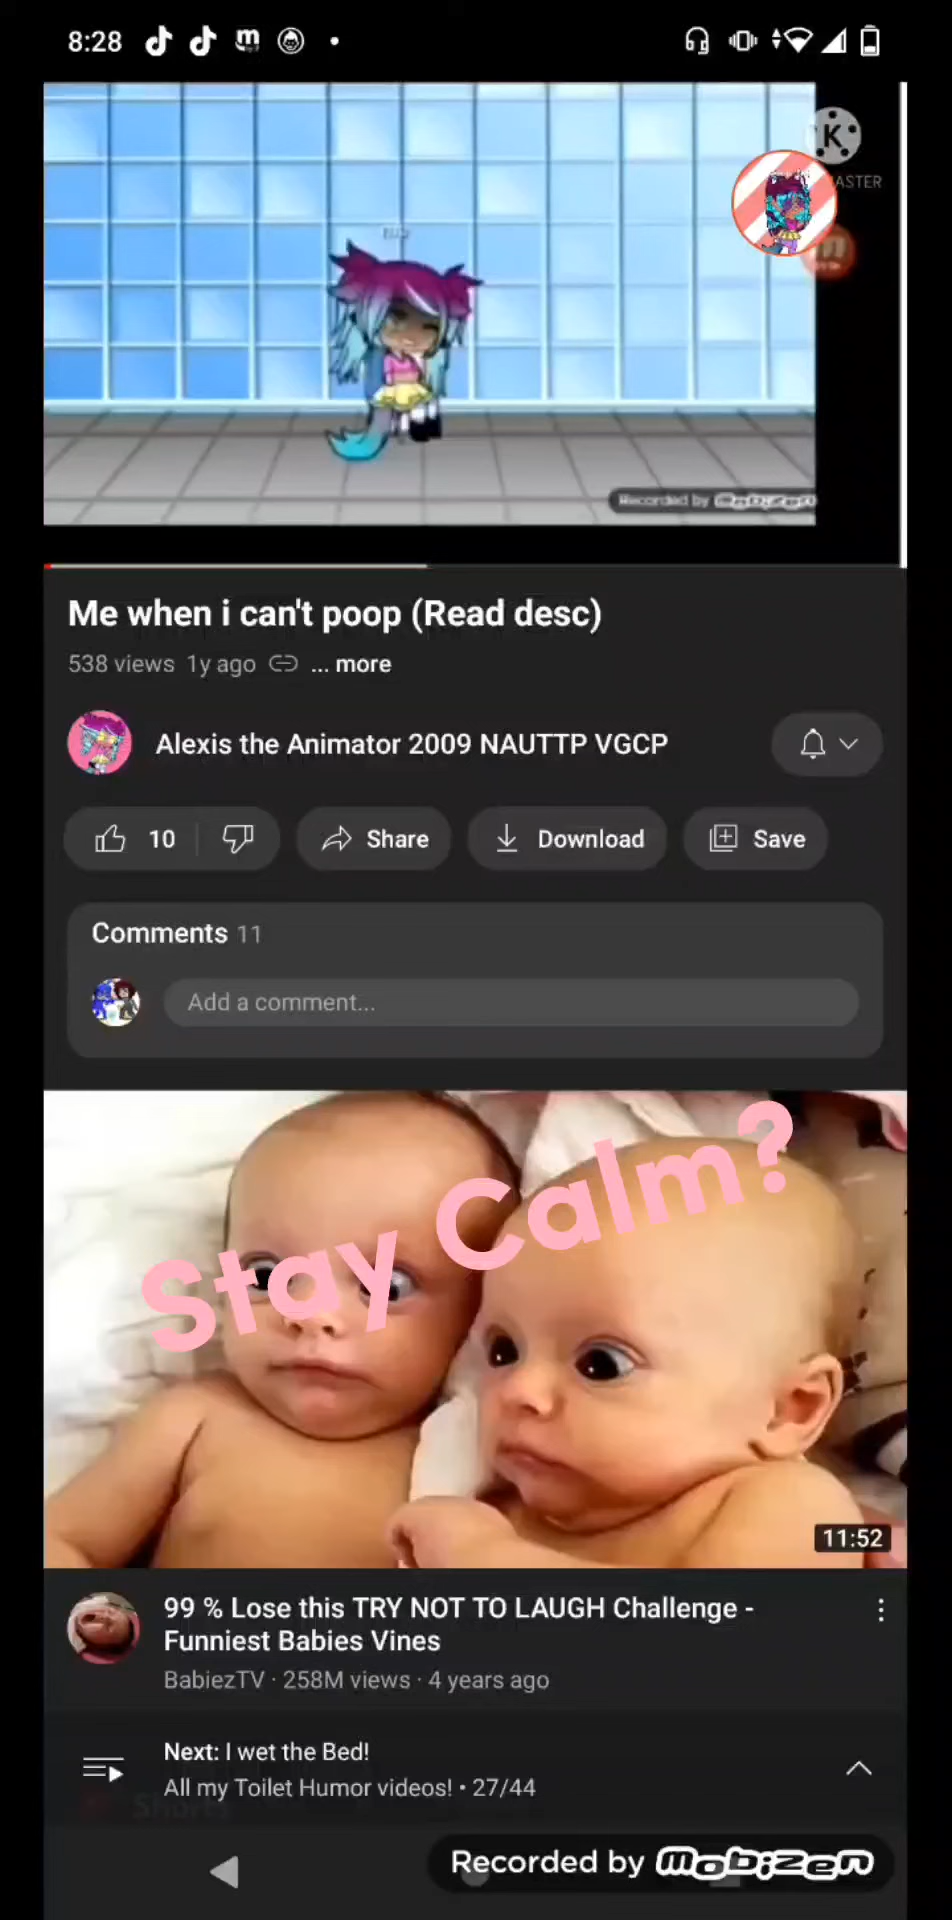 8:28
K
ASTER
Recorded by Mobizen
Me when i can't poop (Read desc)
538 views 1y ago ... more
Alexis the Animator 2009 NAUTTP VGCP
10 Share Download Save
Comments 11
Add a comment...
Stay Calm?
11:52
99 % Lose this TRY NOT TO LAUGH Challenge -
Funniest Babies Vines
BabiezTV · 258M views · 4 years ago
Next: I wet the Bed!
All my Toilet Humor videos! • 27/44
Shorts
Recorded by Mobizen